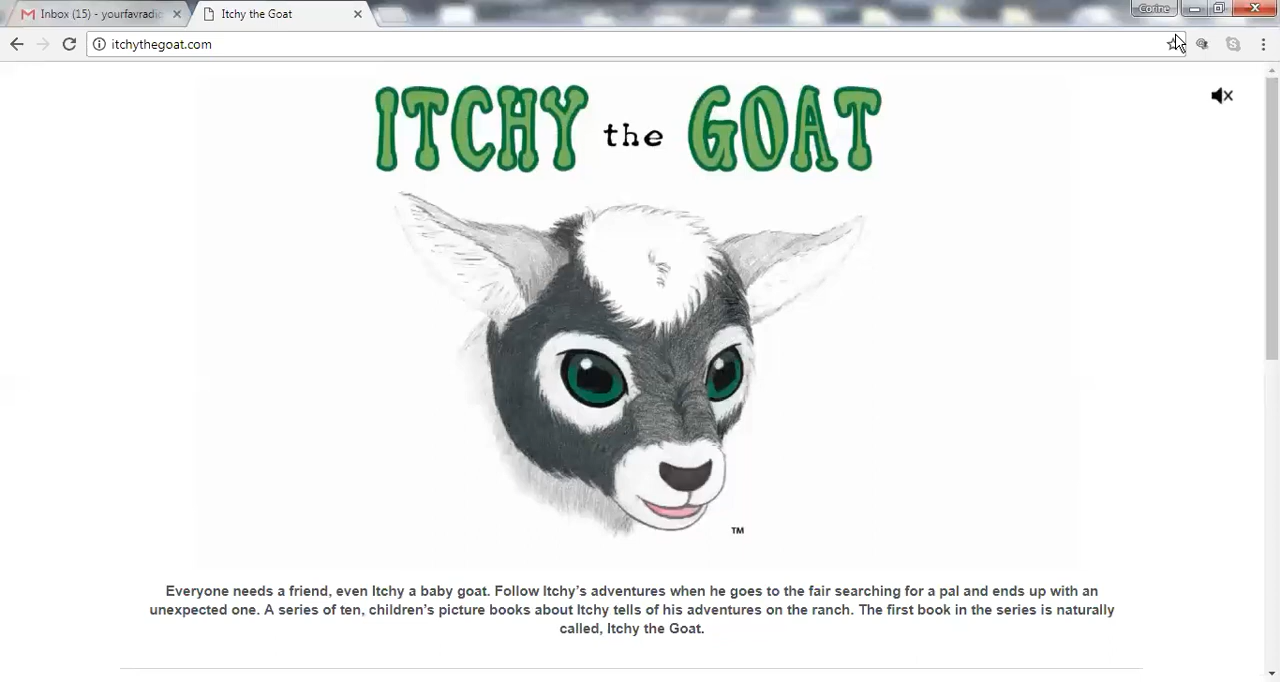 Inbox (15) - yourfavradic
Itchy the Goat
Corine
itchythegoat.com
ITCHY the GOAT
TM
Everyone needs a friend, even Itchy a baby goat. Follow Itchy's adventures when he goes to the fair searching for a pal and ends up with an
unexpected one. A series of ten, children's picture books about Itchy tells of his adventures on the ranch. The first book in the series is naturally
called, Itchy the Goat.